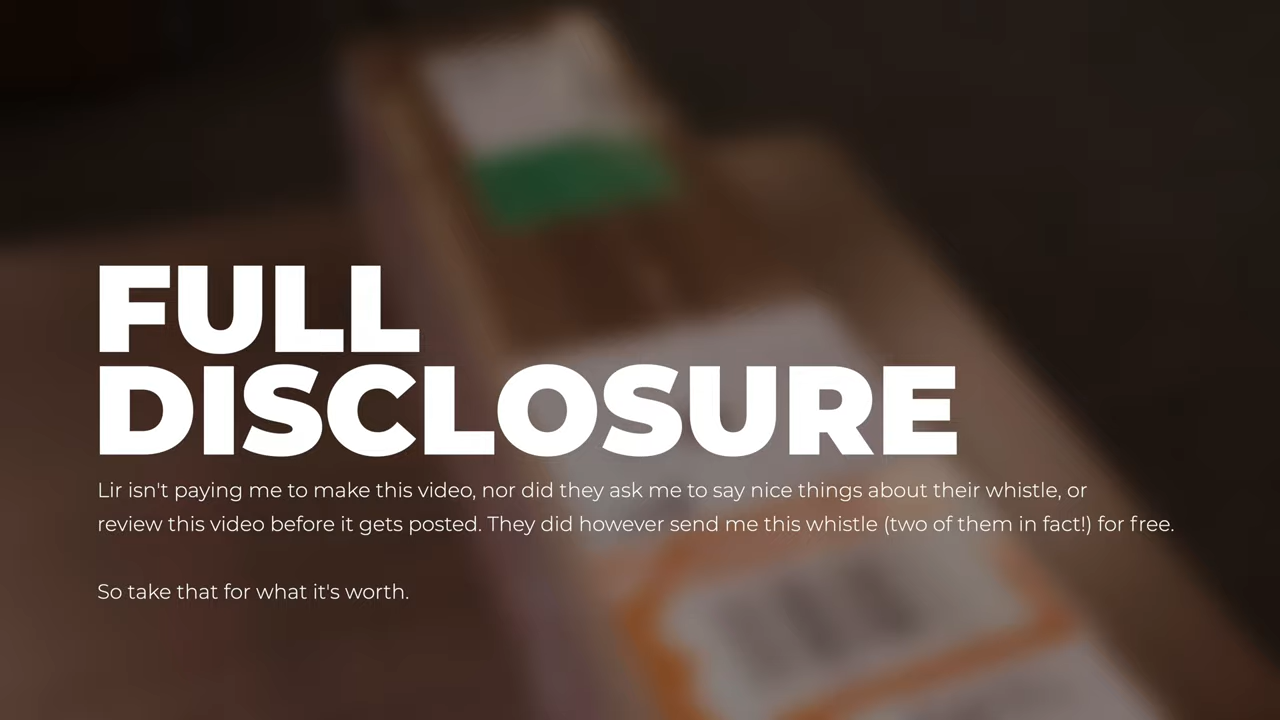 FULL
DISCLOSURE
Lir isn't paying me to make this video, nor did they ask me to say nice things about their whistle, or
review this video before it gets posted. They did however send me this whistle (two of them in fact!) for free.
So take that for what it's worth.